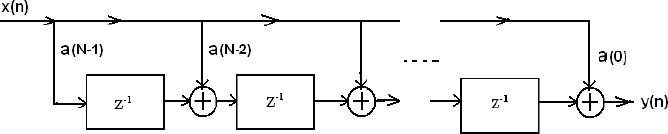 x(n)
a(N-1)
a(N-2)
a(0)
z-1
z-1
z-1
y(n)